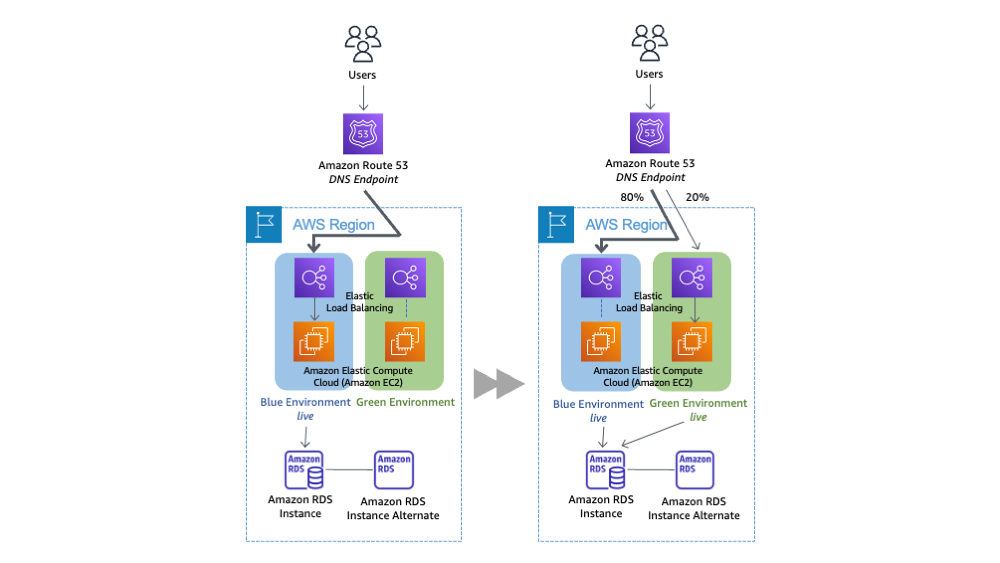 Users
53
Amazon Route 53
DNS Endpoint
AWS Region
Elastic
Load Balancing
Amazon Elastic Compute
Cloud (Amazon EC2)
Blue Environment
live
Green Environment
Amazon
RDS
Amazon RDS
Instance
Amazon
RDS
Amazon RDS
Instance Alternate
Users
53
Amazon Route 53
DNS Endpoint
80%
20%
AWS Region
Elastic
Load Balancing
Amazon Elastic Compute
Cloud (Amazon EC2)
Blue Environment
live
Green Environment
live
Amazon
RDS
Amazon RDS
Instance
Amazon
RDS
Amazon RDS
Instance Alternate